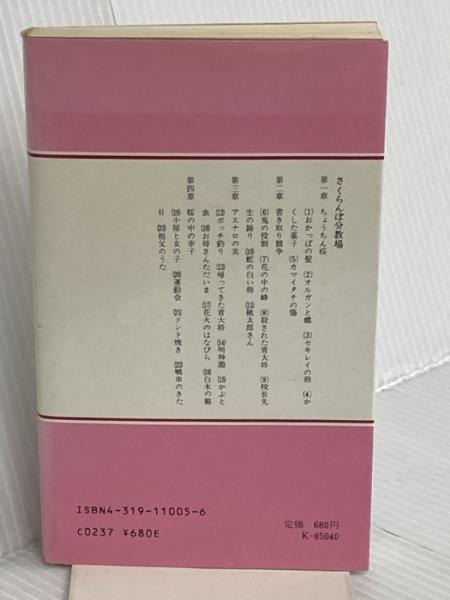 さくらんぼ分教場
第一章　ちょうちん桜
(1)おかっぱの髪　(2)オルガンと蝶　(3)セキレイの卵　(4)か
くした菓子　(5)カマイタチの傷
第二章　書き取り競争
(6)鬼の役割　(7)花の中の蜂　(8)殺された青大将　(9)校長先
生の踊り　(10)蛇の白い卵　(11)桃太郎さん
第三章　アスナロの実
(12)ボッチ釣り　(13)帰ってきた青大将　(14)明神淵　(15)かぶと
虫　(16)お母さんただいま　(17)花火のはなびら　(18)白木の箱
第四章　桜の中の幸子
(19)小屋と女の子　(20)運動会　(21)ドンド焼き　(22)戦車のきた
日　(23)祖父のうた
ISBN4-319-11005-6
C0237 ¥680E
定価　680円
K-85040